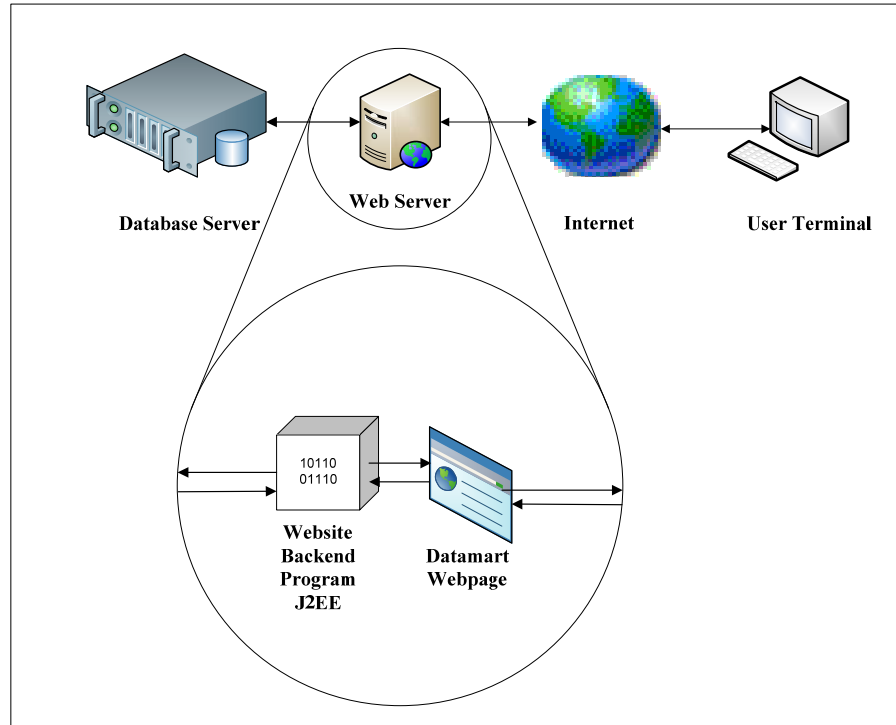 Database Server
Web Server
Internet
User Terminal
10110
01110
Website
Backend
Program
J2EE
Datamart
Webpage